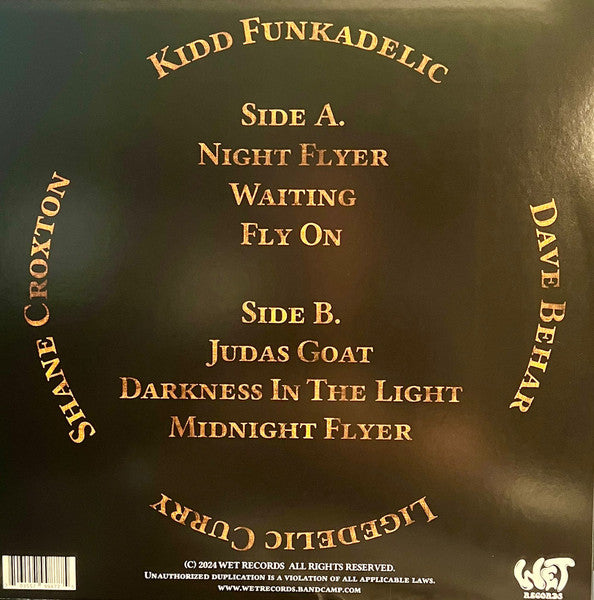 Kidd Funkadelic
Side A.
Night Flyer
Waiting
Fly On
Shane Croxton
Dave Behar
Side B.
Judas Goat
Darkness In The Light
Midnight Flyer
Ligedelic Curry
(C) 2024 WET RECORDS ALL RIGHTS RESERVED.
Unauthorized duplication is a violation of all applicable laws.
www.wetrecords.bandcamp.com
WET
RECORDS